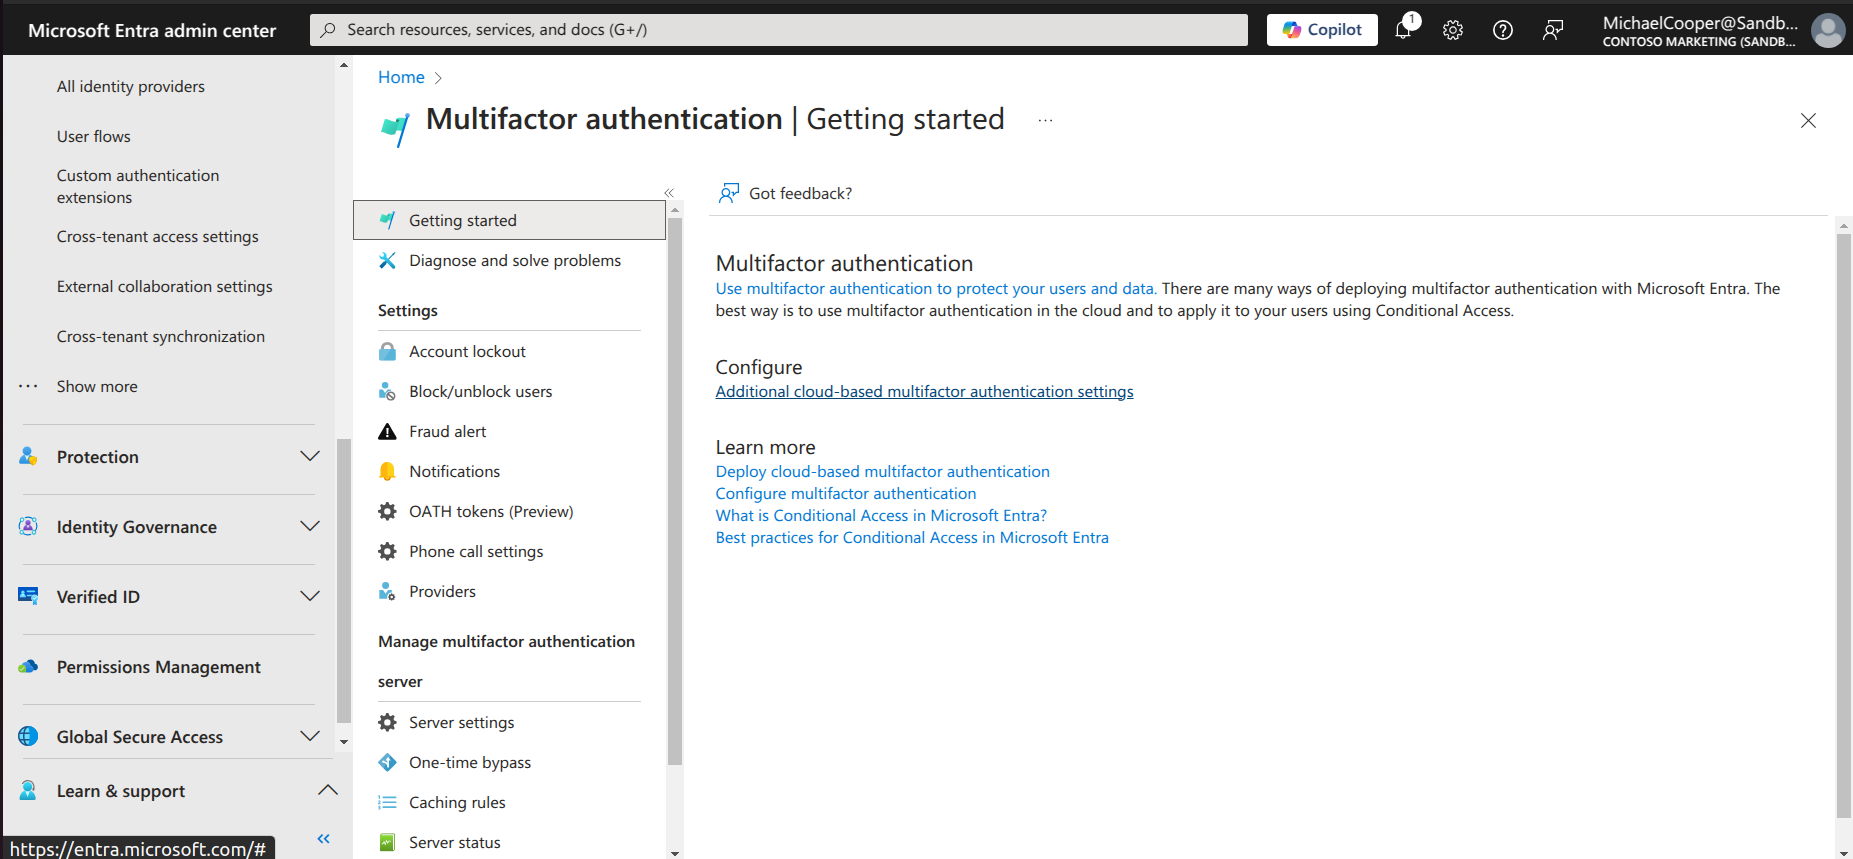 Microsoft Entra admin center
Search resources, services, and docs (G+/)
Copilot
1
MichaelCooper@Sandb...
CONTOSO MARKETING (SANDB...
All identity providers
User flows
Custom authentication
extensions
Cross-tenant access settings
External collaboration settings
Cross-tenant synchronization
Show more
Protection
Identity Governance
Verified ID
Permissions Management
Global Secure Access
Learn & support
https://entra.microsoft.com/#
Home
Multifactor authentication | Getting started
Getting started
Diagnose and solve problems
Settings
Account lockout
Block/unblock users
Fraud alert
Notifications
OATH tokens (Preview)
Phone call settings
Providers
Manage multifactor authentication
server
Server settings
One-time bypass
Caching rules
Server status
Got feedback?
Multifactor authentication
Use multifactor authentication to protect your users and data. There are many ways of deploying multifactor authentication with Microsoft Entra. The
best way is to use multifactor authentication in the cloud and to apply it to your users using Conditional Access.
Configure
Additional cloud-based multifactor authentication settings
Learn more
Deploy cloud-based multifactor authentication
Configure multifactor authentication
What is Conditional Access in Microsoft Entra?
Best practices for Conditional Access in Microsoft Entra